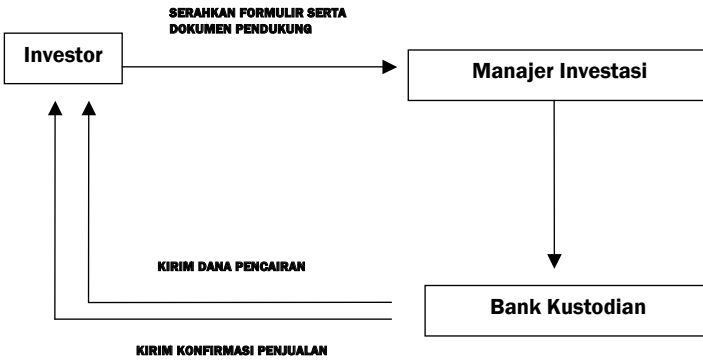 SERAHKAN FORMULIR SERTA
DOKUMEN PENDUKUNG
Investor
Manajer Investasi
KIRIM DANA PENCAIRAN
Bank Kustodian
KIRIM KONFIRMASI PENJUALAN